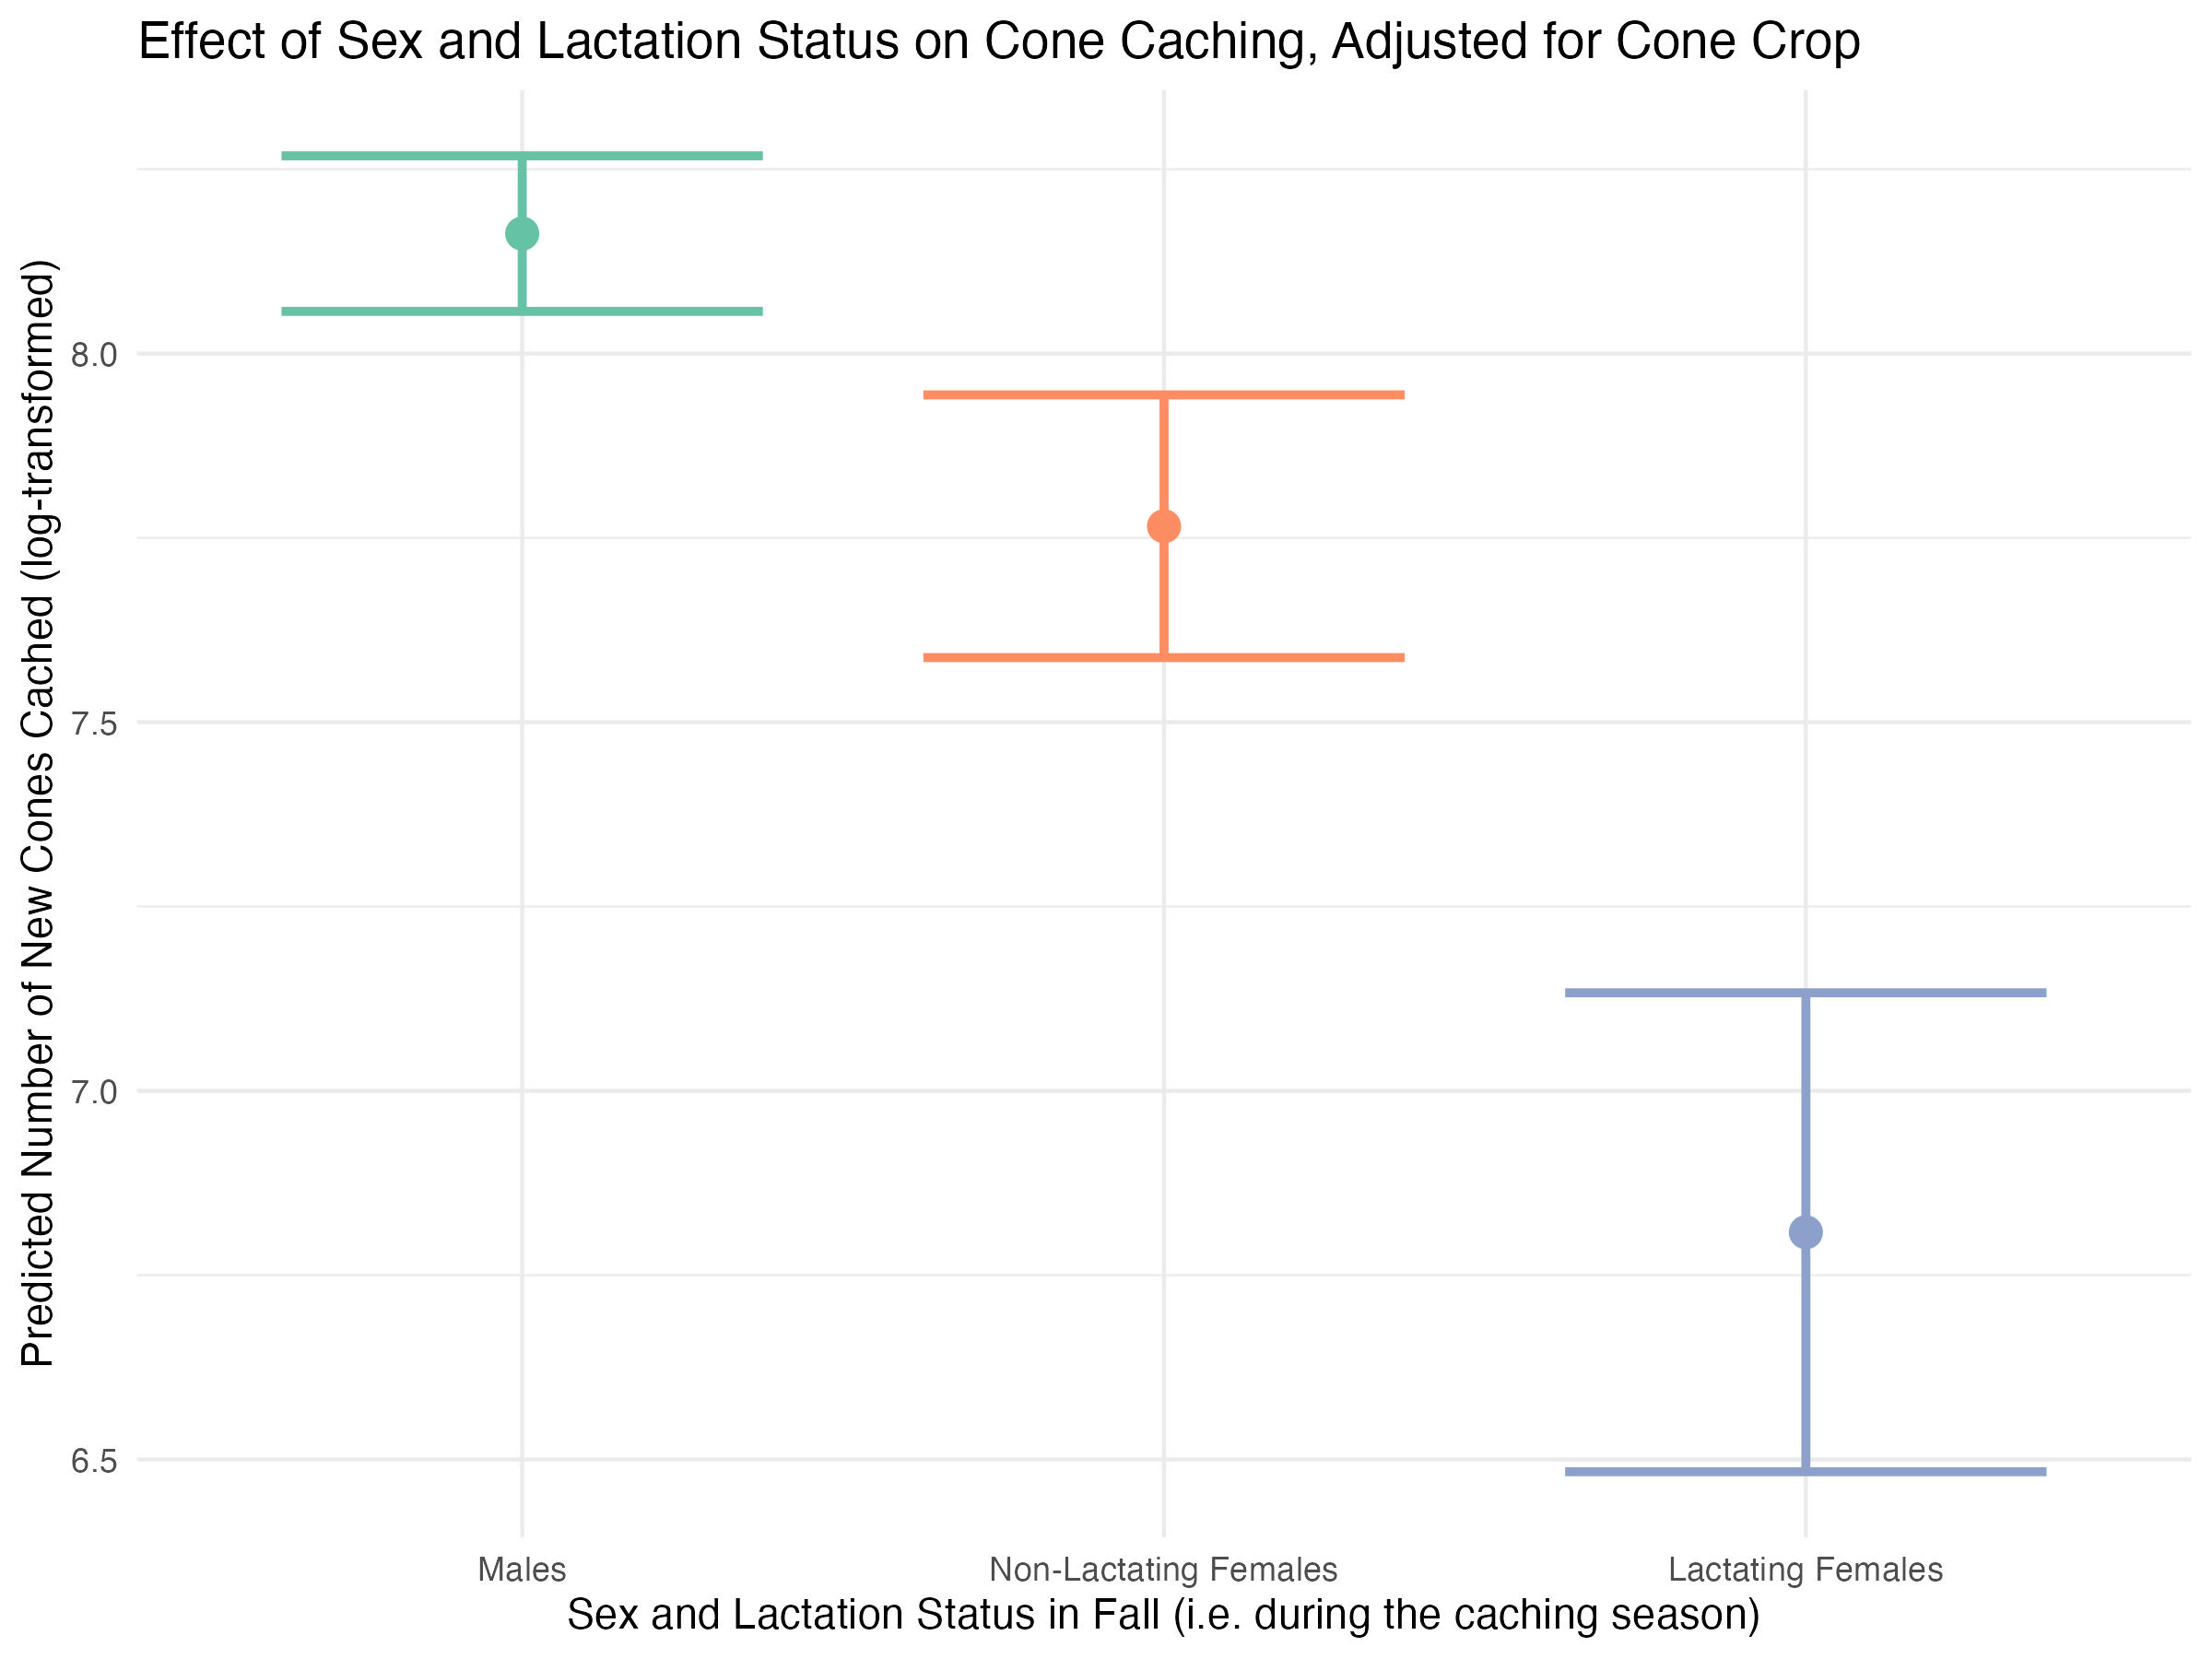 Effect of Sex and Lactation Status on Cone Caching, Adjusted for Cone Crop
Predicted Number of New Cones Cached (log-transformed)
8.0
7.5
7.0
6.5
Males
Non-Lactating Females
Lactating Females
Sex and Lactation Status in Fall (i.e. during the caching season)